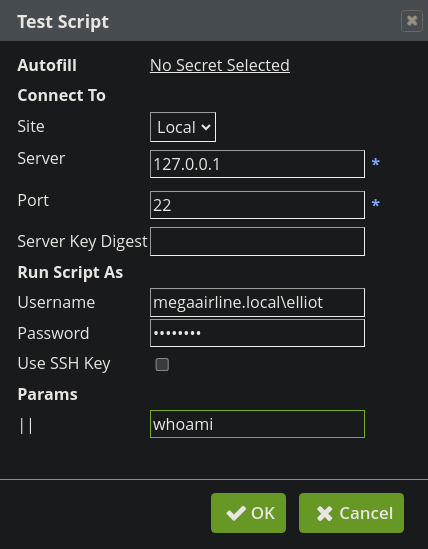 Test Script
Autofill No Secret Selected
Connect To
Site Local
Server 127.0.0.1 *
Port 22 *
Server Key Digest
Run Script As
Username megaairline.local\elliot
Password ••••••••
Use SSH Key
Params
|| whoami
OK Cancel